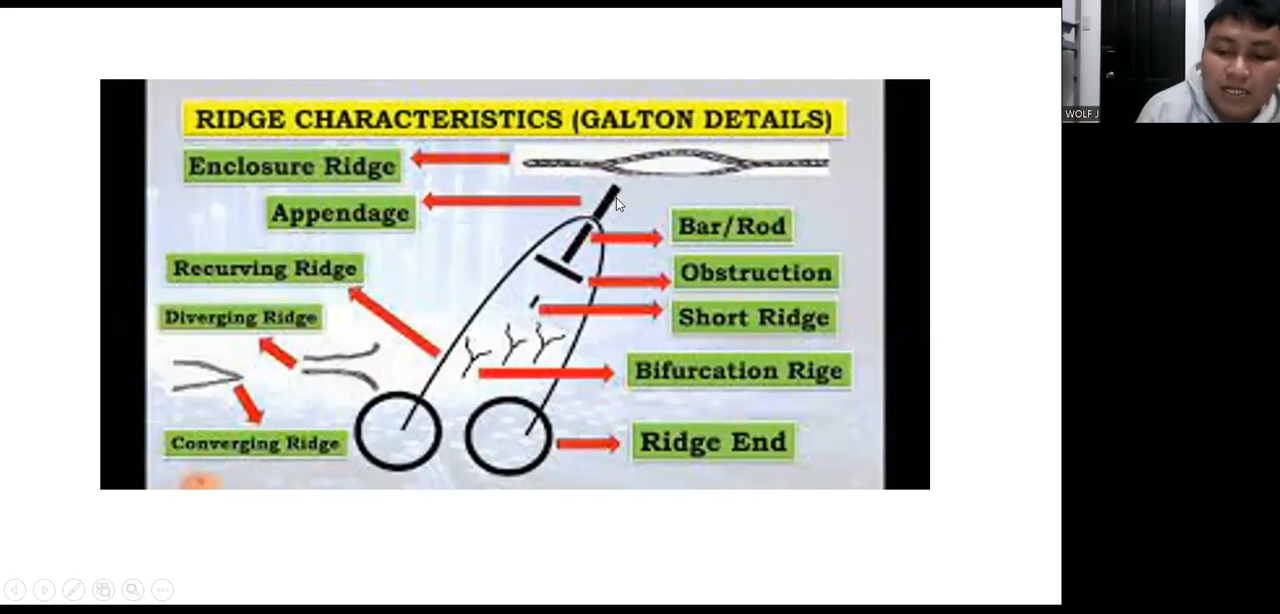 RIDGE CHARACTERISTICS (GALTON DETAILS)
Enclosure Ridge
Appendage
Bar/Rod
Recurving Ridge
Obstruction
Diverging Ridge
Short Ridge
Bifurcation Rige
Converging Ridge
Ridge End
WOLF J